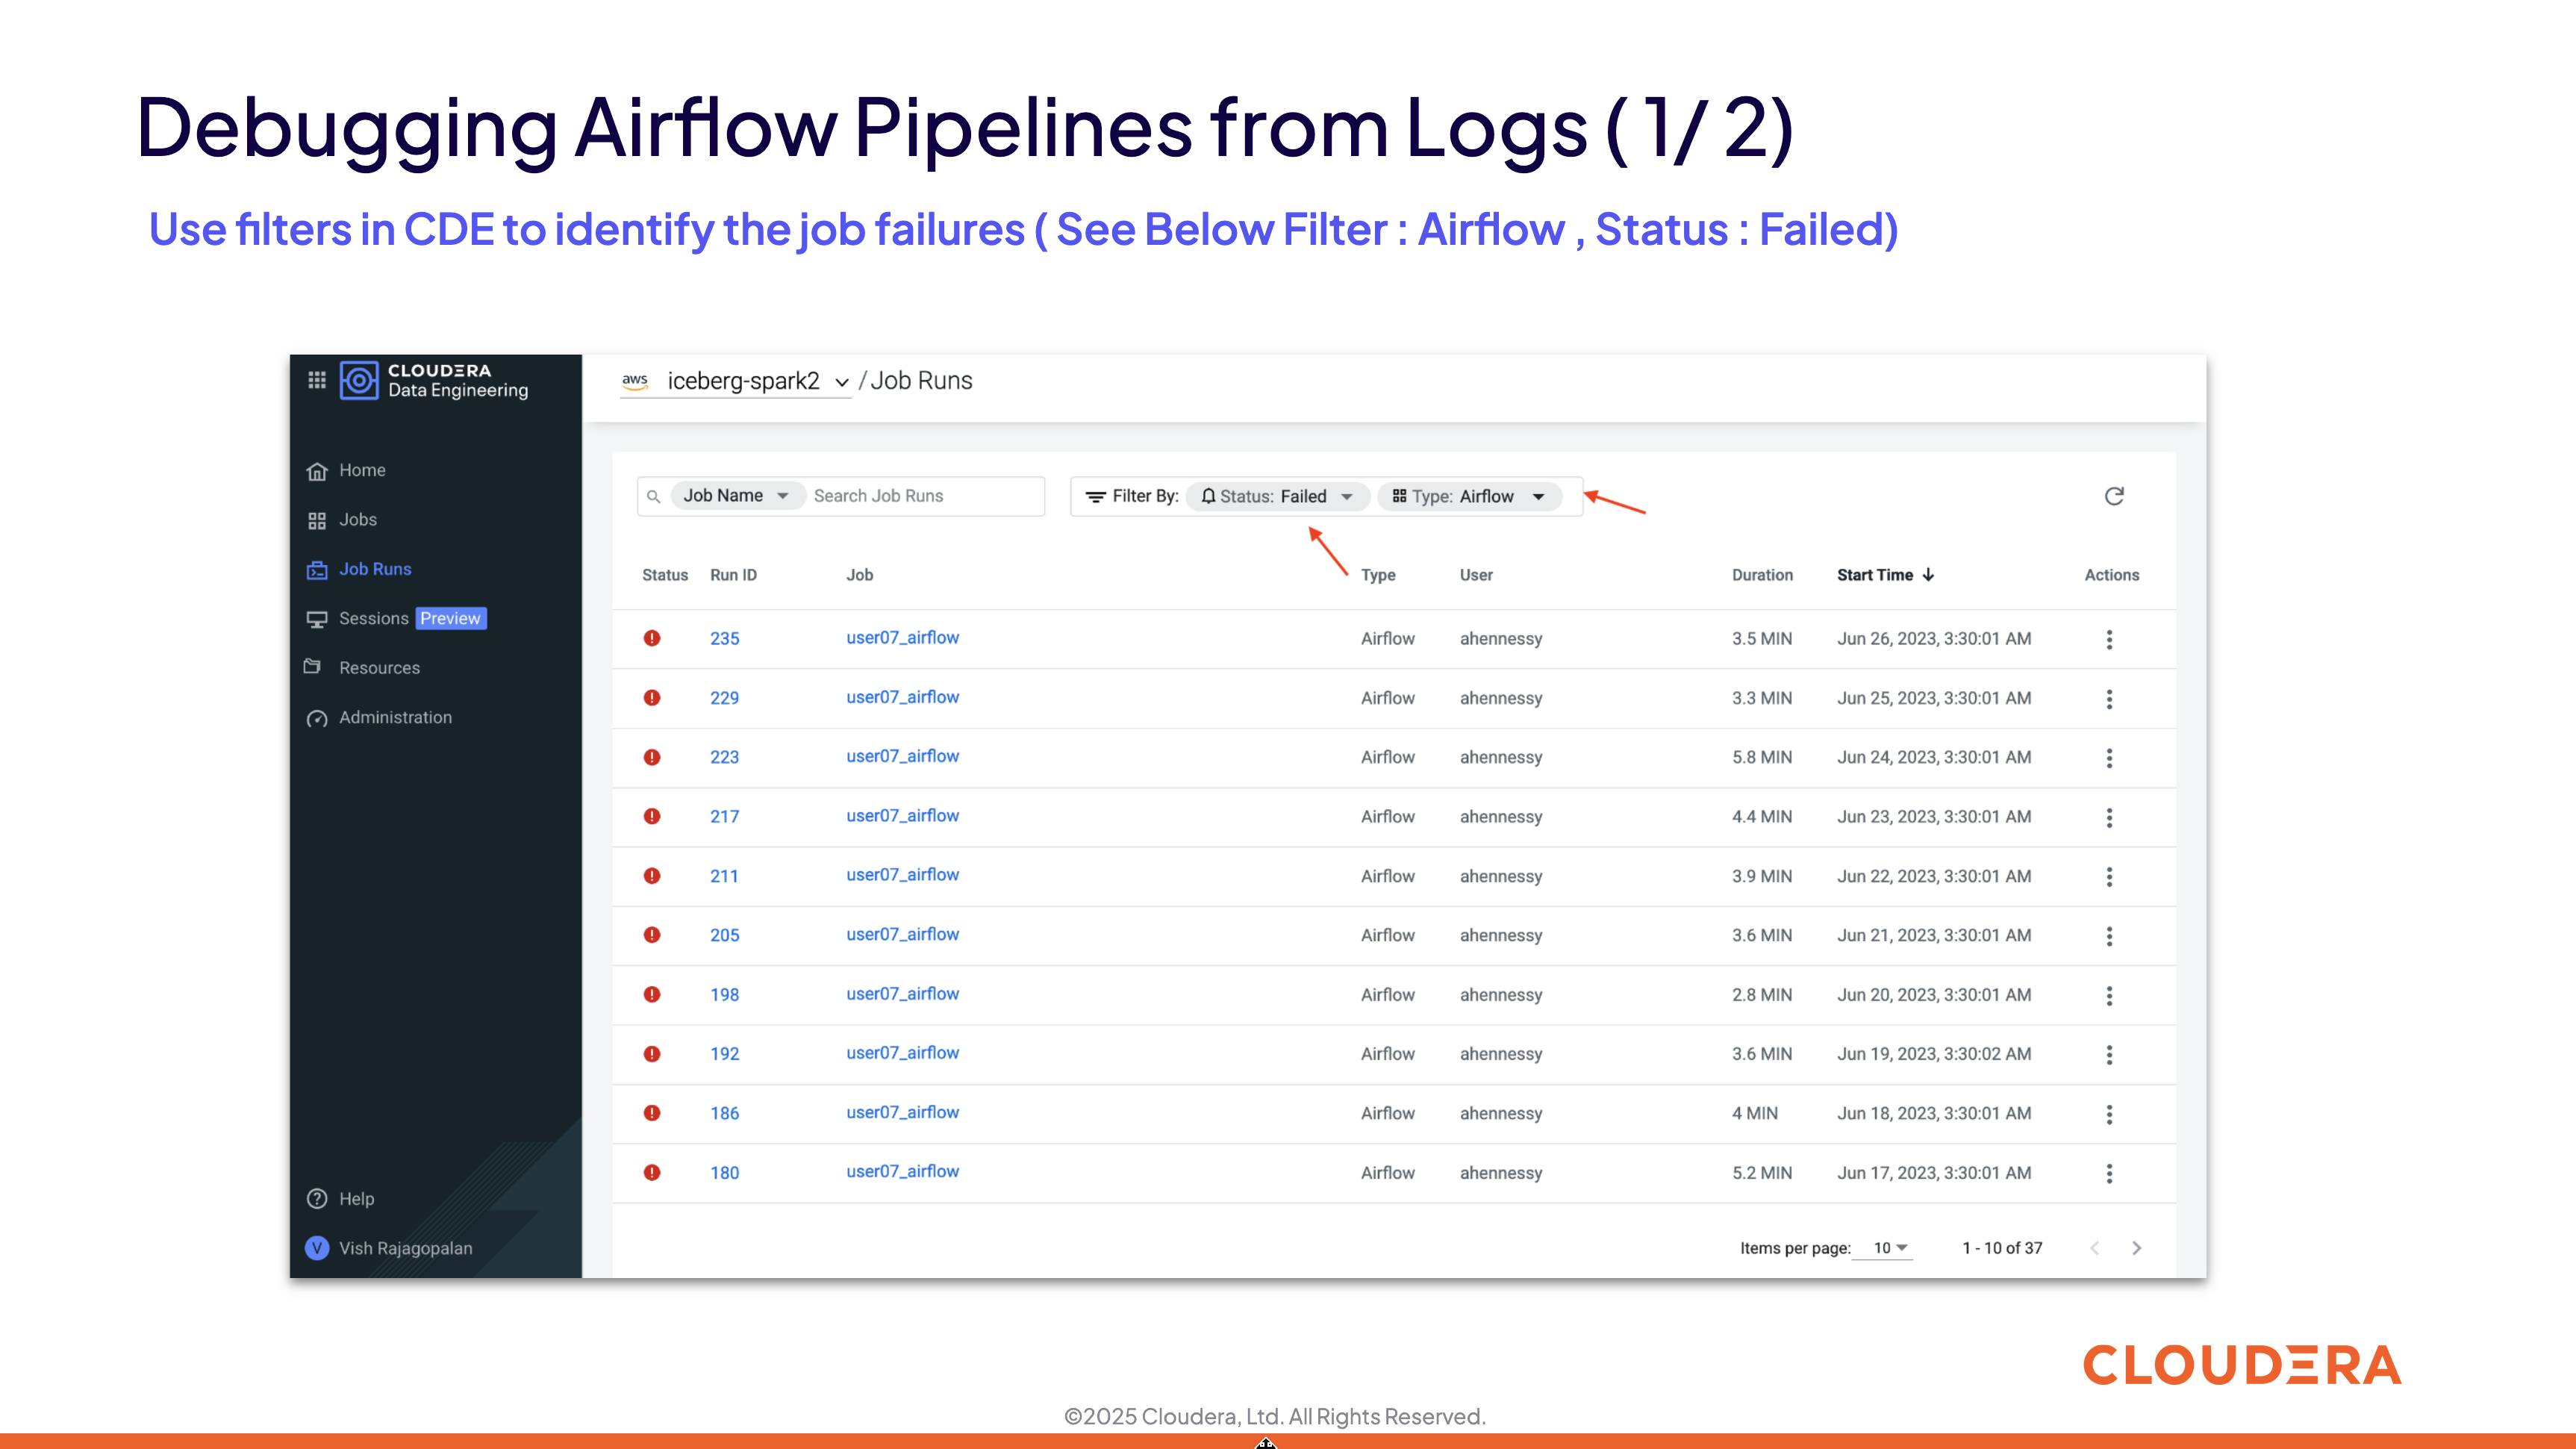 Debugging Airflow Pipelines from Logs ( 1/ 2)
Use filters in CDE to identify the job failures ( See Below Filter : Airflow , Status : Failed)
CLOUDERA
Data Engineering
aws iceberg-spark2 / Job Runs
Home
Jobs
Job Runs
Sessions Preview
Resources
Administration
Help
V Vish Rajagopalan
Job Name Search Job Runs Filter By: Status: Failed Type: Airflow
Status Run ID Job Type User Duration Start Time Actions
235 user07_airflow Airflow ahennessy 3.5 MIN Jun 26, 2023, 3:30:01 AM
229 user07_airflow Airflow ahennessy 3.3 MIN Jun 25, 2023, 3:30:01 AM
223 user07_airflow Airflow ahennessy 5.8 MIN Jun 24, 2023, 3:30:01 AM
217 user07_airflow Airflow ahennessy 4.4 MIN Jun 23, 2023, 3:30:01 AM
211 user07_airflow Airflow ahennessy 3.9 MIN Jun 22, 2023, 3:30:01 AM
205 user07_airflow Airflow ahennessy 3.6 MIN Jun 21, 2023, 3:30:01 AM
198 user07_airflow Airflow ahennessy 2.8 MIN Jun 20, 2023, 3:30:01 AM
192 user07_airflow Airflow ahennessy 3.6 MIN Jun 19, 2023, 3:30:02 AM
186 user07_airflow Airflow ahennessy 4 MIN Jun 18, 2023, 3:30:01 AM
180 user07_airflow Airflow ahennessy 5.2 MIN Jun 17, 2023, 3:30:01 AM
Items per page: 10 1 - 10 of 37
CLOUDERA
©2025 Cloudera, Ltd. All Rights Reserved.